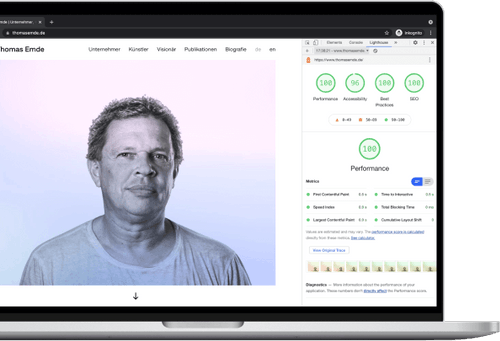 thomasemde.de
Inkognito
Elements
Console
Lighthouse
https://www.thomasemde.de/
homas Emde
Unternehmer
Künstler
Visionär
Publikationen
Biografie
de
en
100
96
100
100
Performance
Accessibility
Best
Practices
SEO
0–49
50–89
90–100
100
Performance
Metrics
First Contentful Paint
Time to Interactive
Speed Index
Total Blocking Time
0 ms
Largest Contentful Paint
Cumulative Layout Shift
0
Values are estimated and may vary. The performance score is calculated
directly from these metrics. See calculator.
View Original Trace
Diagnostics — More information about the performance of your
application. These numbers don't directly affect the Performance score.